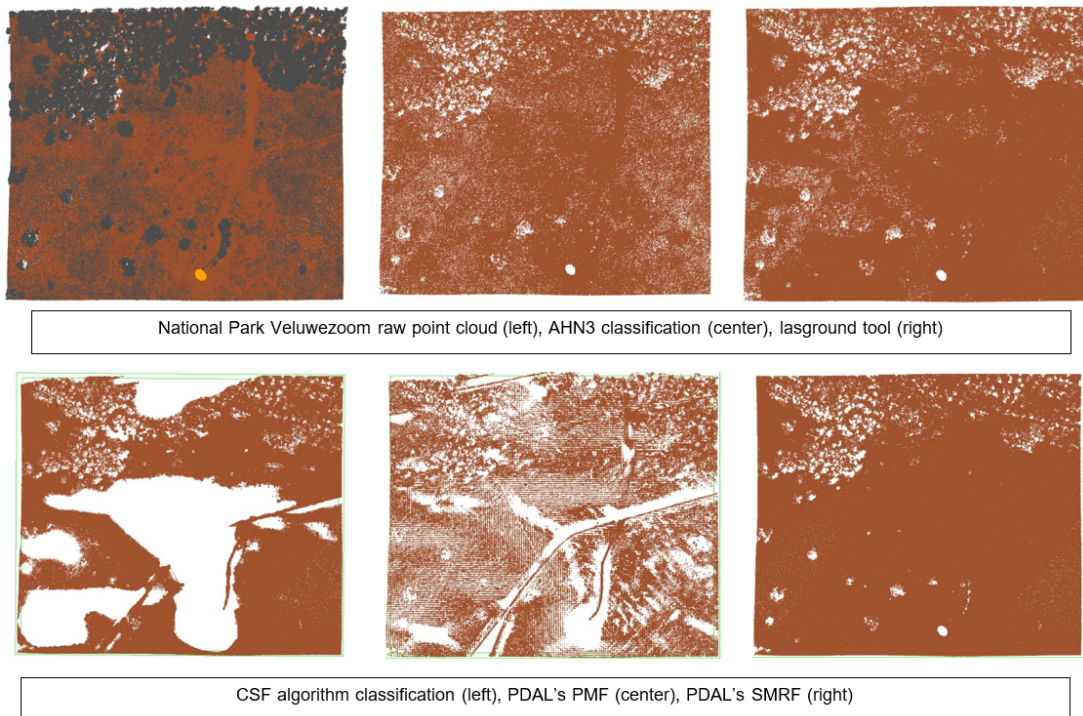 National Park Veluwezoom raw point cloud (left), AHN3 classification (center), lasground tool (right)
CSF algorithm classification (left), PDAL's PMF (center), PDAL's SMRF (right)